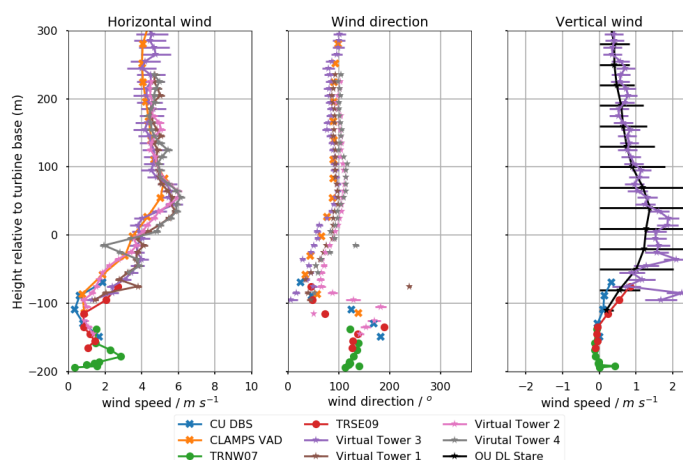 Horizontal wind
Wind direction
Vertical wind
Height relative to turbine base (m)
300
200
100
0
−100
−200
0 2 4 6 8 10
0 100 200 300
−2 −1 0 1 2
wind speed / m s⁻¹
wind direction / °
wind speed / m s⁻¹
CU DBS
CLAMPS VAD
TRNW07
TRSE09
Virtual Tower 3
Virtual Tower 1
Virtual Tower 2
Virutal Tower 4
OU DL Stare